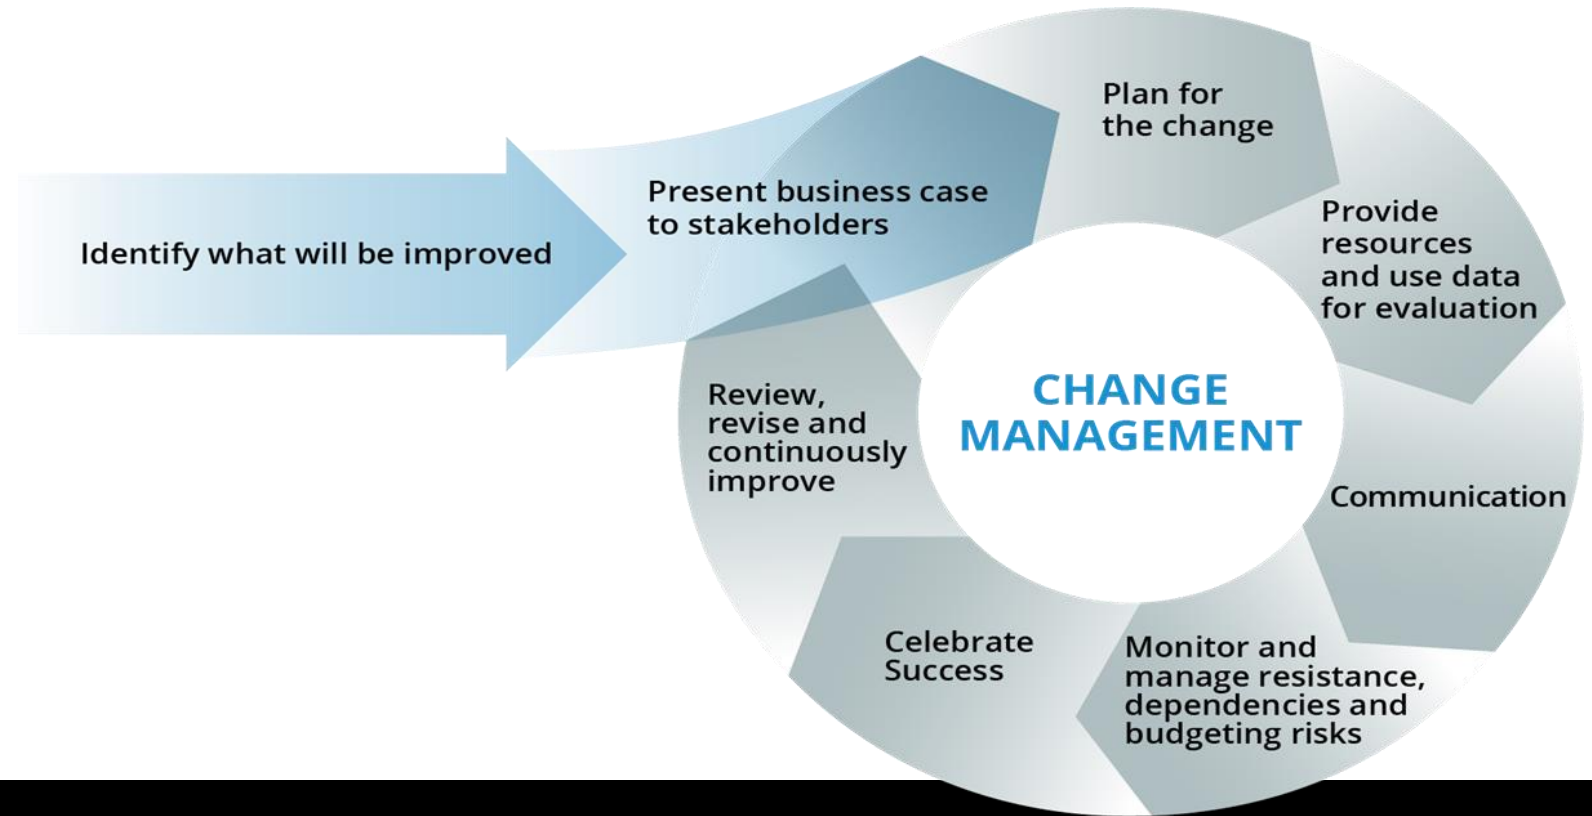 Identify what will be improved
Present business case
to stakeholders
Plan for
the change
Provide
resources
and use data
for evaluation
Communication
Monitor and
manage resistance,
dependencies and
budgeting risks
Celebrate
Success
Review,
revise and
continuously
improve
CHANGE
MANAGEMENT